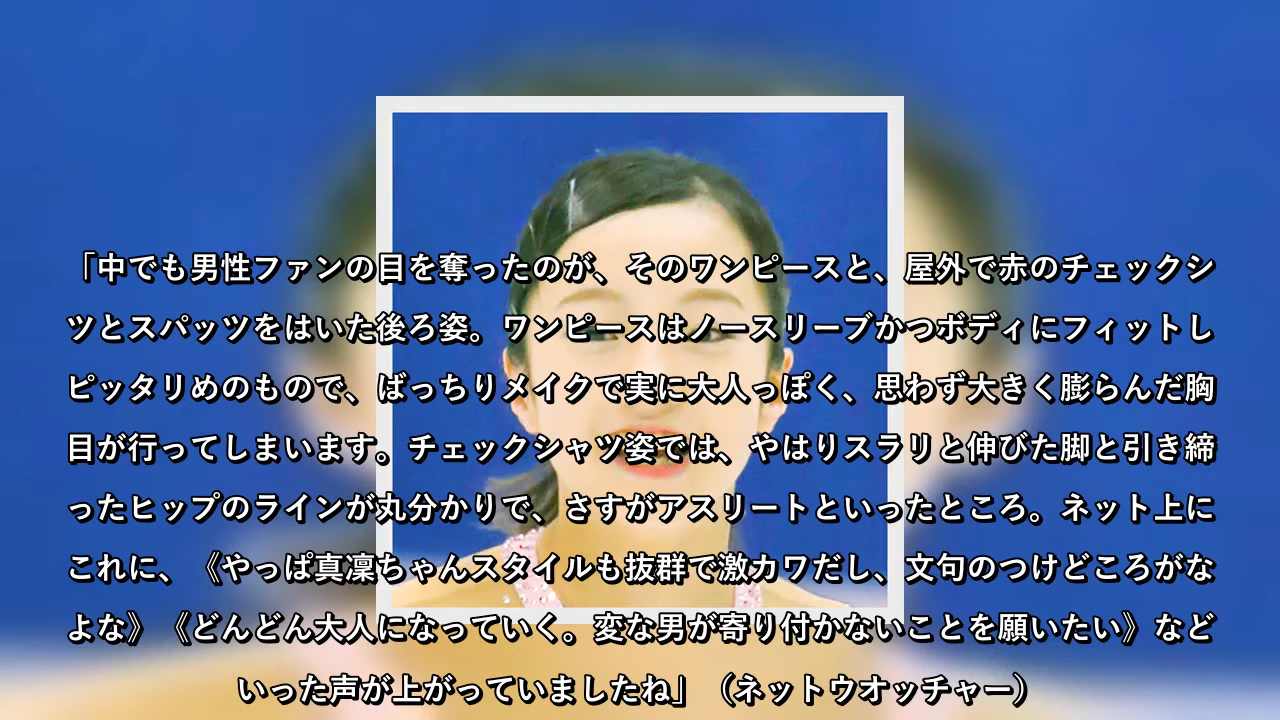 「中でも男性ファンの目を奪ったのが、そのワンピースと、屋外で赤のチェックシ
ツとスパッツをはいた後ろ姿。ワンピースはノースリーブかつボディにフィットし
ピッタリめのもので、ばっちりメイクで実に大人っぽく、思わず大きく膨らんだ胸
目が行ってしまいます。チェックシャツ姿では、やはりスラリと伸びた脚と引き締
ったヒップのラインが丸分かりで、さすがアスリートといったところ。ネット上に
これに、《やっぱ真凜ちゃんスタイルも抜群で激カワだし、文句のつけどころがな
よな》《どんどん大人になっていく。変な男が寄り付かないことを願いたい》など
いった声が上がっていましたね」（ネットウオッチャー）